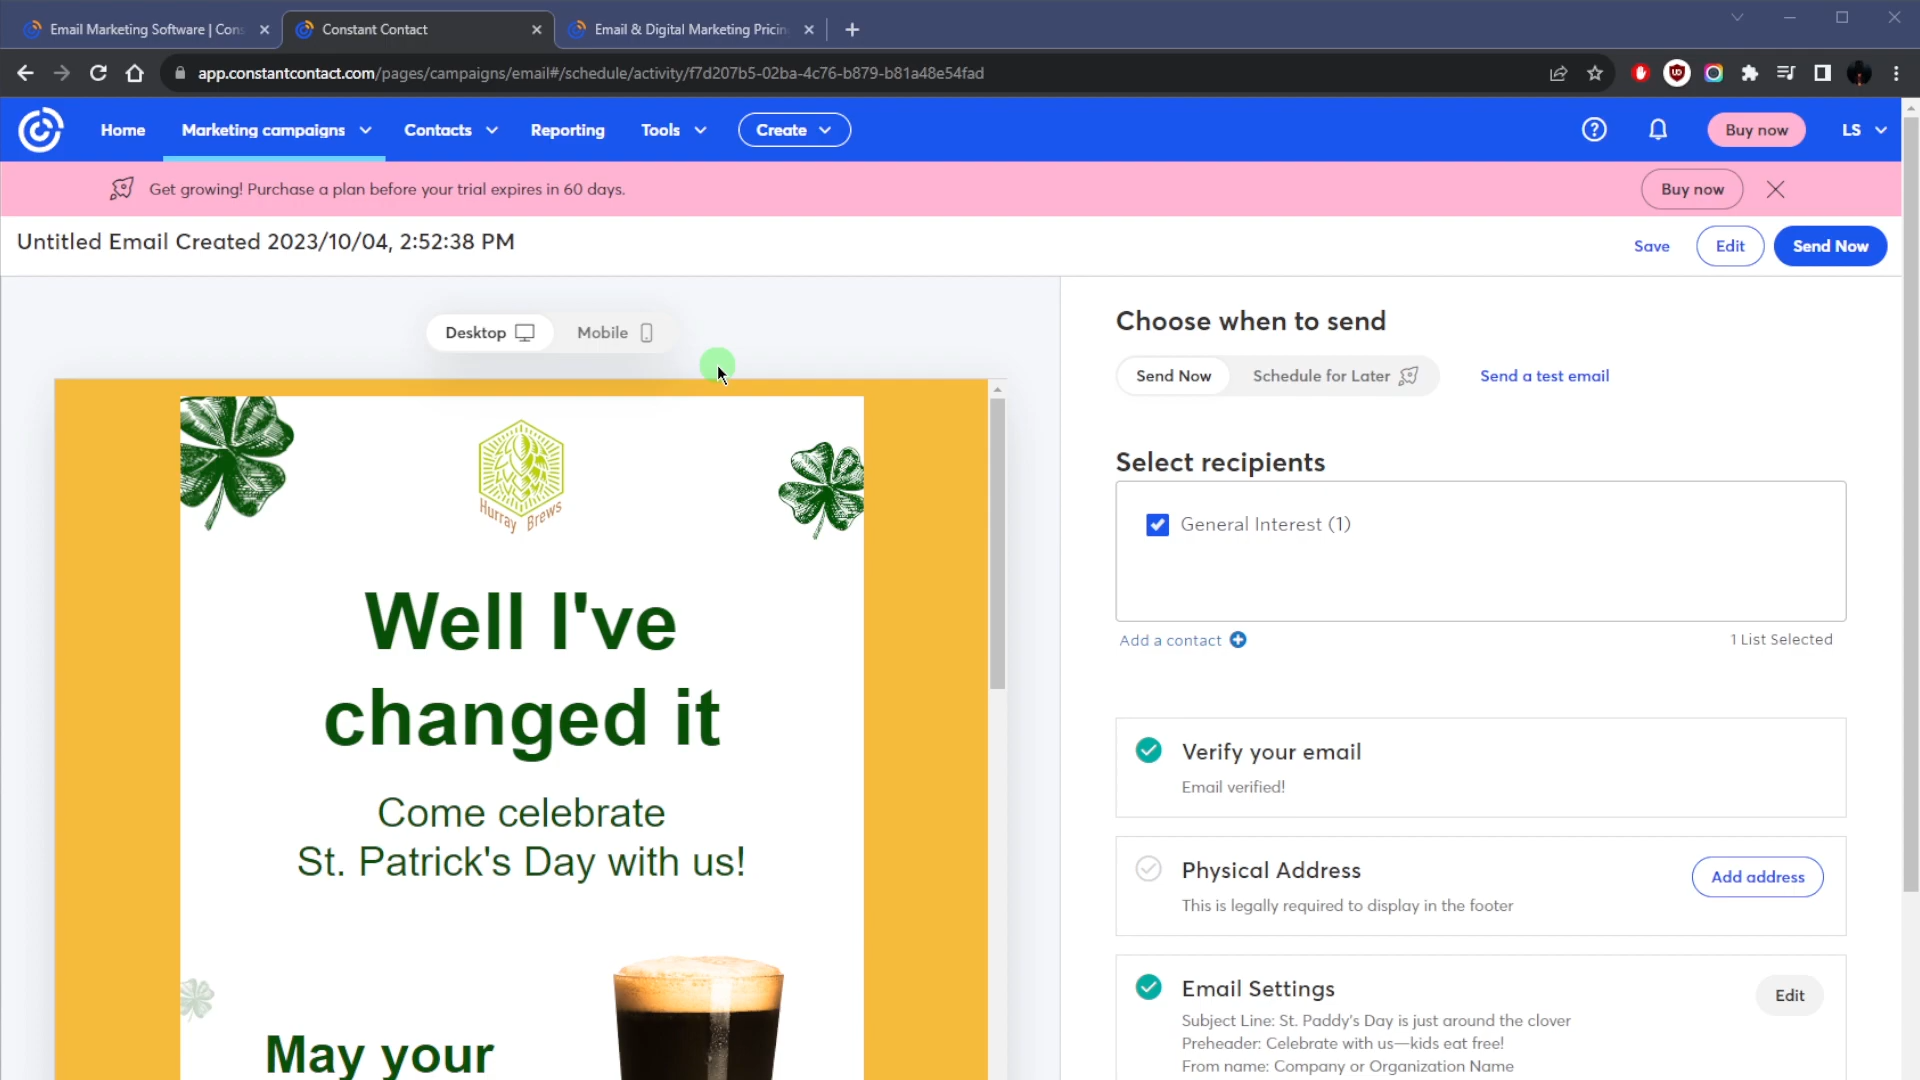 Email Marketing Software | Cons
Constant Contact
Email & Digital Marketing Pricin
app.constantcontact.com/pages/campaigns/email#/schedule/activity/f7d207b5-02ba-4c76-b879-b81a48e54fad
Home
Marketing campaigns
Contacts
Reporting
Tools
Create
Buy now
LS
Get growing! Purchase a plan before your trial expires in 60 days.
Buy now
Untitled Email Created 2023/10/04, 2:52:38 PM
Save
Edit
Send Now
Desktop
Mobile
Hurray Brews
Well I've
changed it
Come celebrate
St. Patrick's Day with us!
May your
Choose when to send
Send Now
Schedule for Later
Send a test email
Select recipients
General Interest (1)
Add a contact
1 List Selected
Verify your email
Email verified!
Physical Address
This is legally required to display in the footer
Add address
Email Settings
Edit
Subject Line: St. Paddy's Day is just around the clover
Preheader: Celebrate with us—kids eat free!
From name: Company or Organization Name